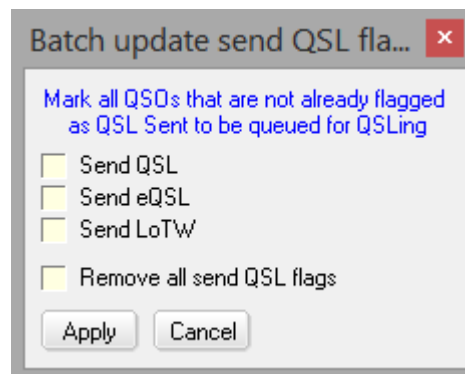 Batch update send QSL fla...
Mark all QSOs that are not already flagged
as QSL Sent to be queued for QSLing
Send QSL
Send eQSL
Send LoTW
Remove all send QSL flags
Apply Cancel